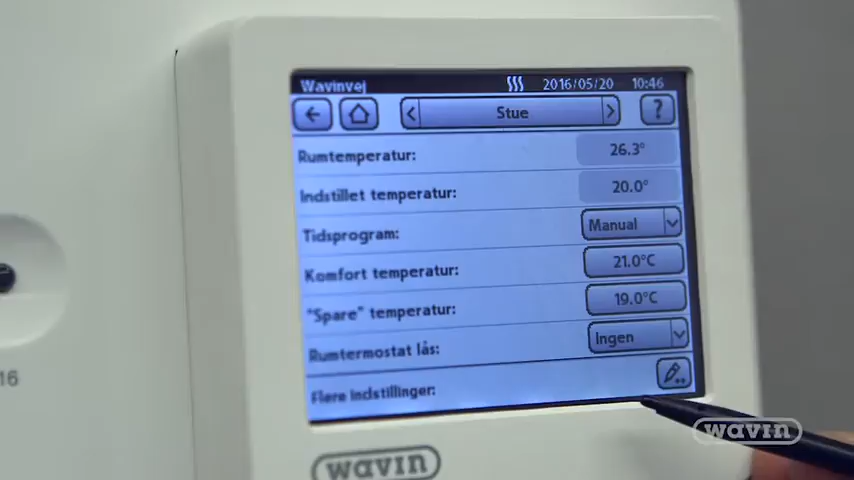 Wavinvej 2016/05/20 10:46
Stue ?
Rumtemperatur: 26.3°
Indstillet temperatur: 20.0°
Tidsprogram: Manual
Komfort temperatur: 21.0°C
"Spare" temperatur: 19.0°C
Rumtermostat lås: Ingen
Flere indstillinger:
16
wavin
wavin